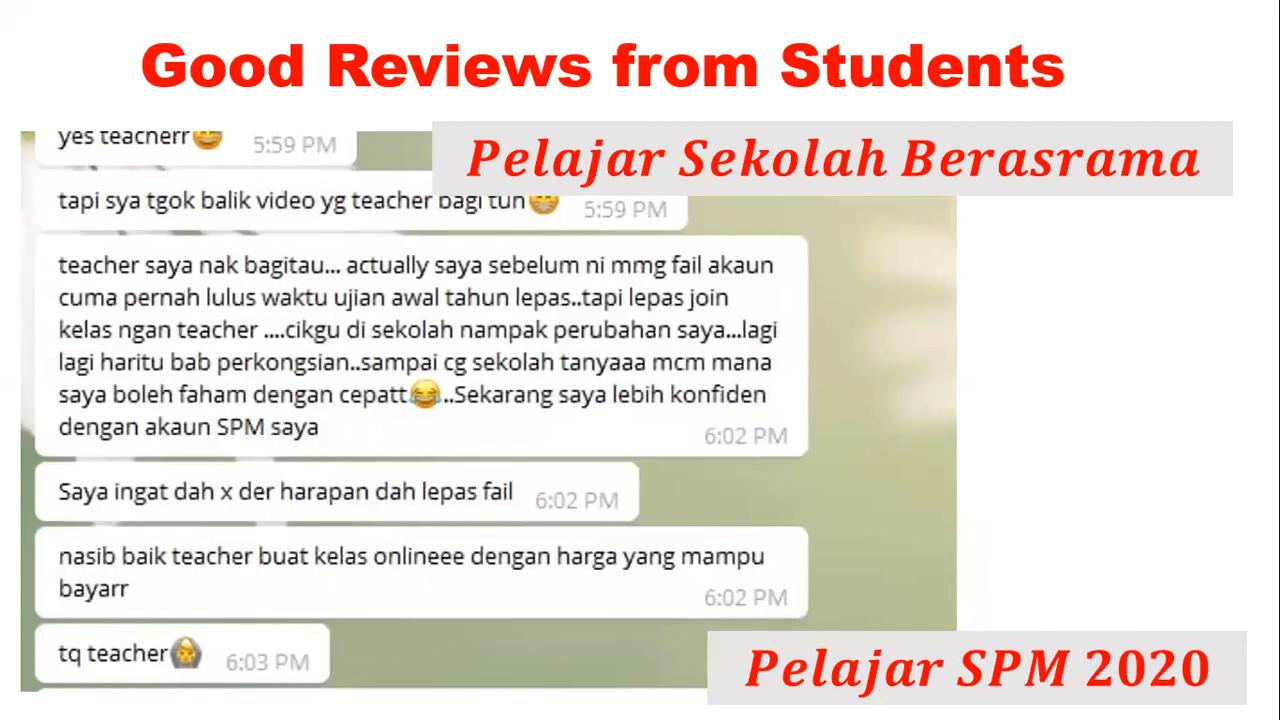 Good Reviews from Students
Pelajar Sekolah Berasrama
yes teacherr😄 5:59 PM
tapi sya tgok balik video yg teacher bagi tuh😁 5:59 PM
teacher saya nak bagitau... actually saya sebelum ni mmg fail akaun
cuma pernah lulus waktu ujian awal tahun lepas..tapi lepas join
kelas ngan teacher ....cikgu di sekolah nampak perubahan saya...lagi
lagi haritu bab perkongsian..sampai cg sekolah tanyaaa mcm mana
saya boleh faham dengan cepatt😂..Sekarang saya lebih konfiden
dengan akaun SPM saya
6:02 PM
Saya ingat dah x der harapan dah lepas fail 6:02 PM
nasib baik teacher buat kelas onlineee dengan harga yang mampu
bayarr
6:02 PM
tq teacher🙆 6:03 PM
Pelajar SPM 2020